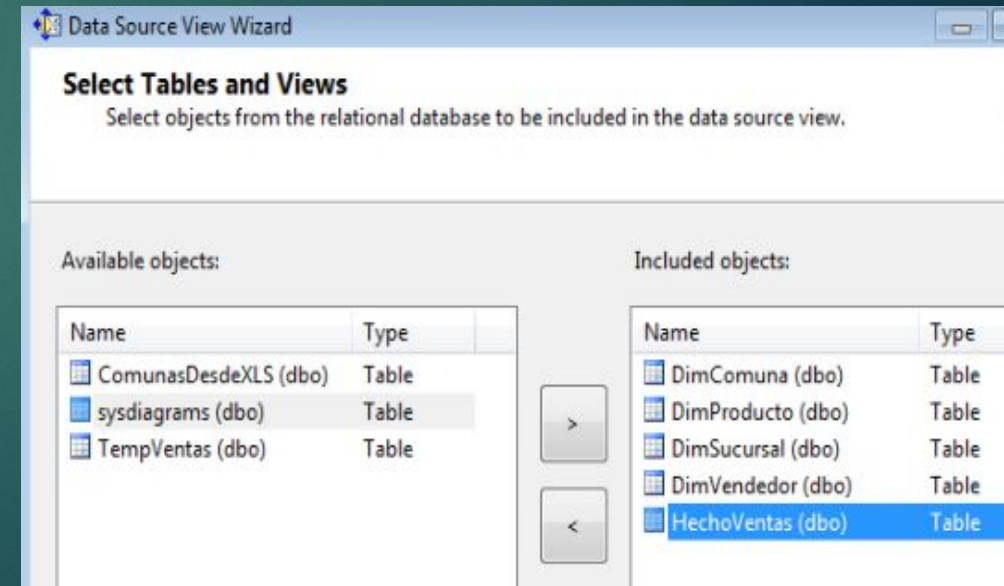 Data Source View Wizard
Select Tables and Views
Select objects from the relational database to be included in the data source view.
Available objects:
Name Type
ComunasDesdeXLS (dbo) Table
sysdiagrams (dbo) Table
TempVentas (dbo) Table
>
<
Included objects:
Name Type
DimComuna (dbo) Table
DimProducto (dbo) Table
DimSucursal (dbo) Table
DimVendedor (dbo) Table
HechoVentas (dbo) Table